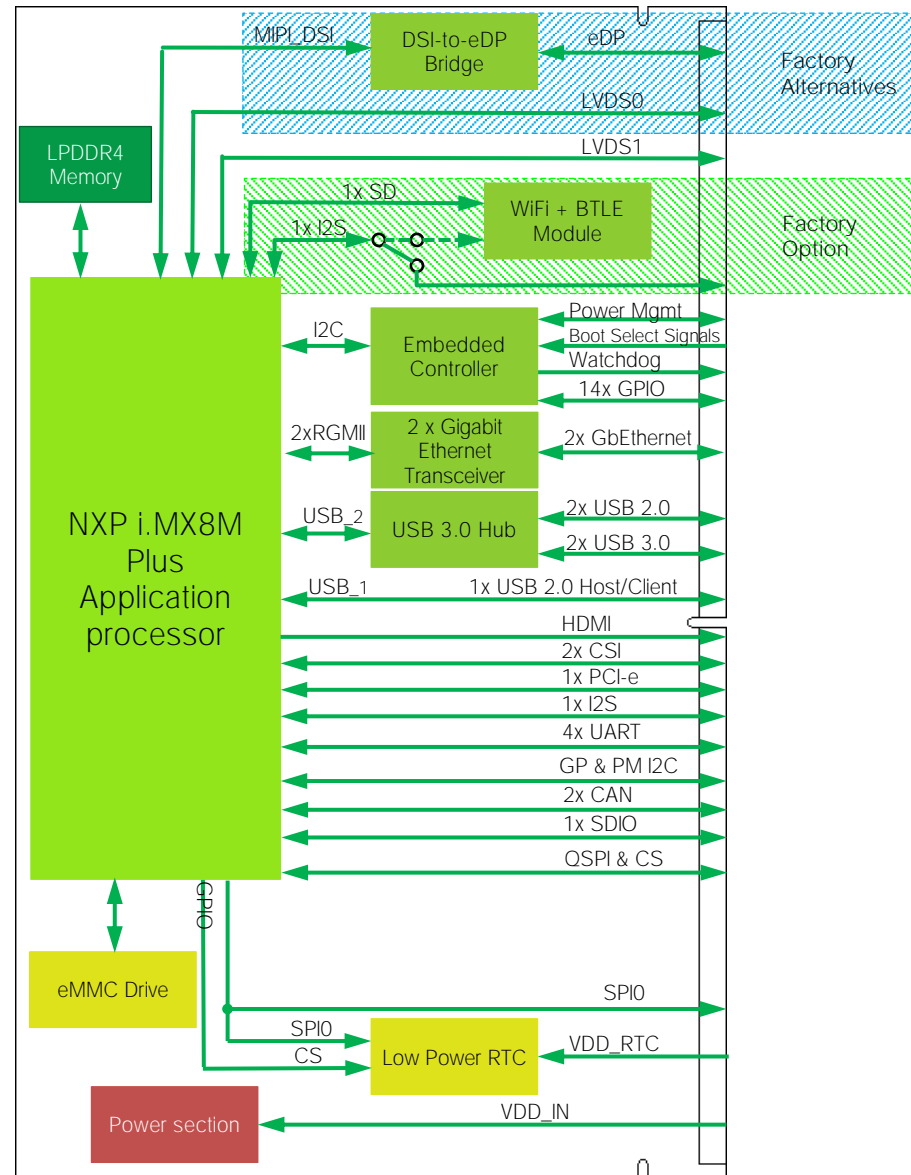 MIPI_DSI
DSI-to-eDP
Bridge
eDP
Factory
Alternatives
LVDS0
LPDDR4
Memory
LVDS1
1x SD
WiFi + BTLE
Module
1x I2S
Factory
Option
I2C
Embedded
Controller
Power Mgmt
Boot Select Signals
Watchdog
14x GPIO
2xRGMII
2 x Gigabit
Ethernet
Transceiver
2x GbEthernet
NXP i.MX8M
Plus
Application
processor
USB_2
USB 3.0 Hub
2x USB 2.0
2x USB 3.0
USB_1
1x USB 2.0 Host/Client
HDMI
2x CSI
1x PCI-e
1x I2S
4x UART
GP & PM I2C
2x CAN
1x SDIO
QSPI & CS
GPIO
eMMC Drive
SPI0
SPI0
CS
Low Power RTC
VDD_RTC
Power section
VDD_IN